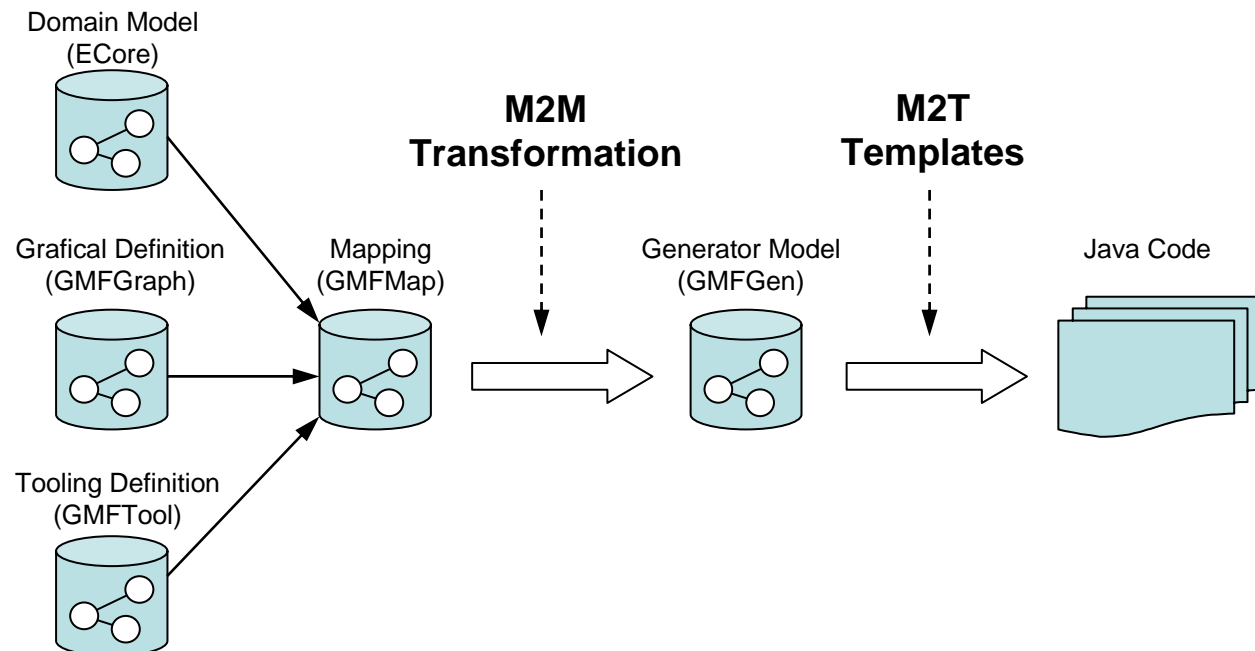 Domain Model
(ECore)
M2M
Transformation
M2T
Templates
Grafical Definition
(GMFGraph)
Mapping
(GMFMap)
Generator Model
(GMFGen)
Java Code
Tooling Definition
(GMFTool)